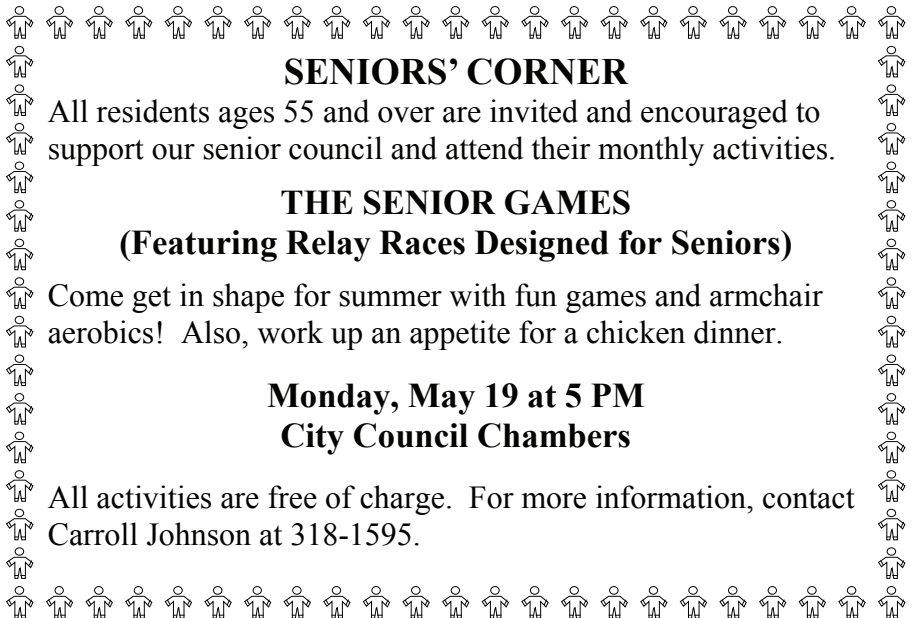 SENIORS’ CORNER
All residents ages 55 and over are invited and encouraged to
support our senior council and attend their monthly activities.
THE SENIOR GAMES
(Featuring Relay Races Designed for Seniors)
Come get in shape for summer with fun games and armchair
aerobics!  Also, work up an appetite for a chicken dinner.
Monday, May 19 at 5 PM
City Council Chambers
All activities are free of charge.  For more information, contact
Carroll Johnson at 318-1595.